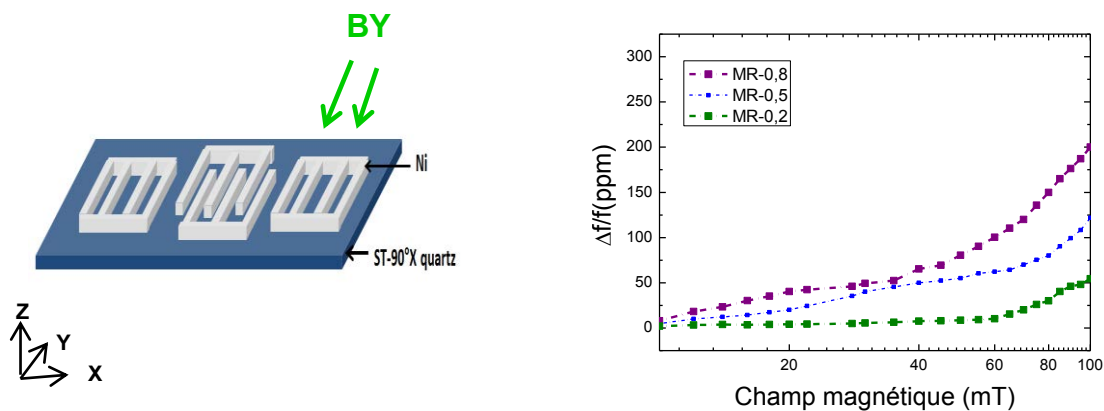 BY
Ni
ST-90°X quartz
Z
Y
X
300
250
200
150
100
50
0
Δf/f(ppm)
MR-0,8
MR-0,5
MR-0,2
20
40
60
80
100
Champ magnétique (mT)